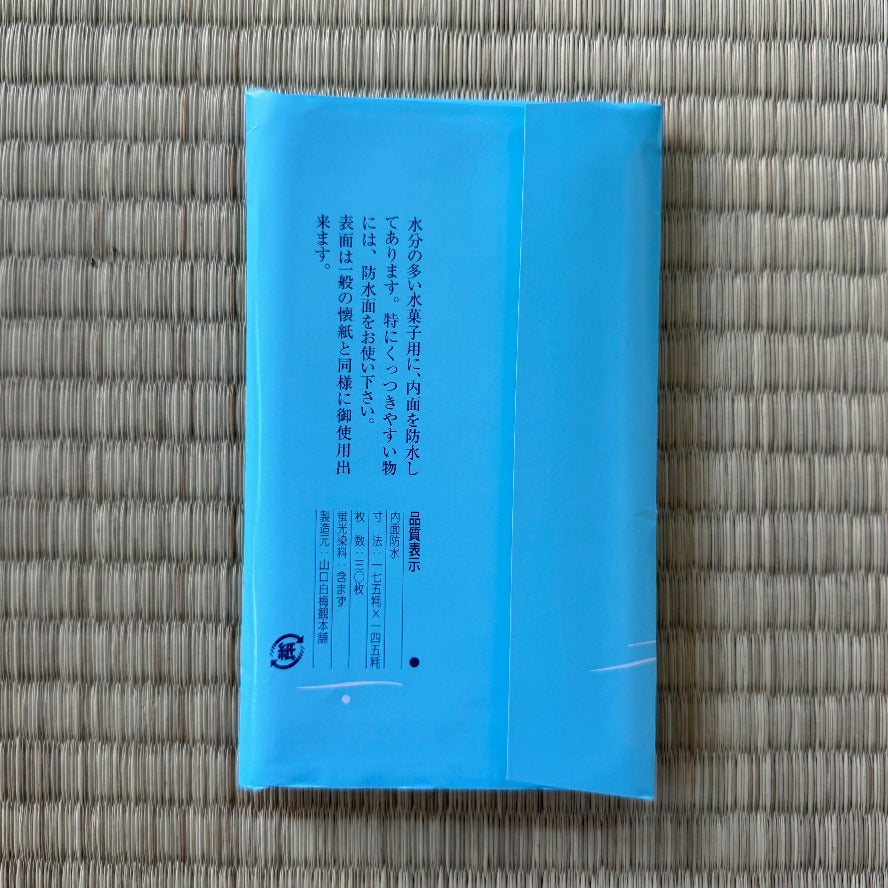 水分の多い水菓子用に、内面を防水し
てあります。特にくっつきやすい物
には、防水面をお使い下さい。
表面は一般の懐紙と同様に御使用出
来ます。
品質表示
内面防水
寸 法：一七五粍×一四五粍
枚 数：三〇枚
蛍光染料：含まず
製造元：山口白梅観本舗
紙